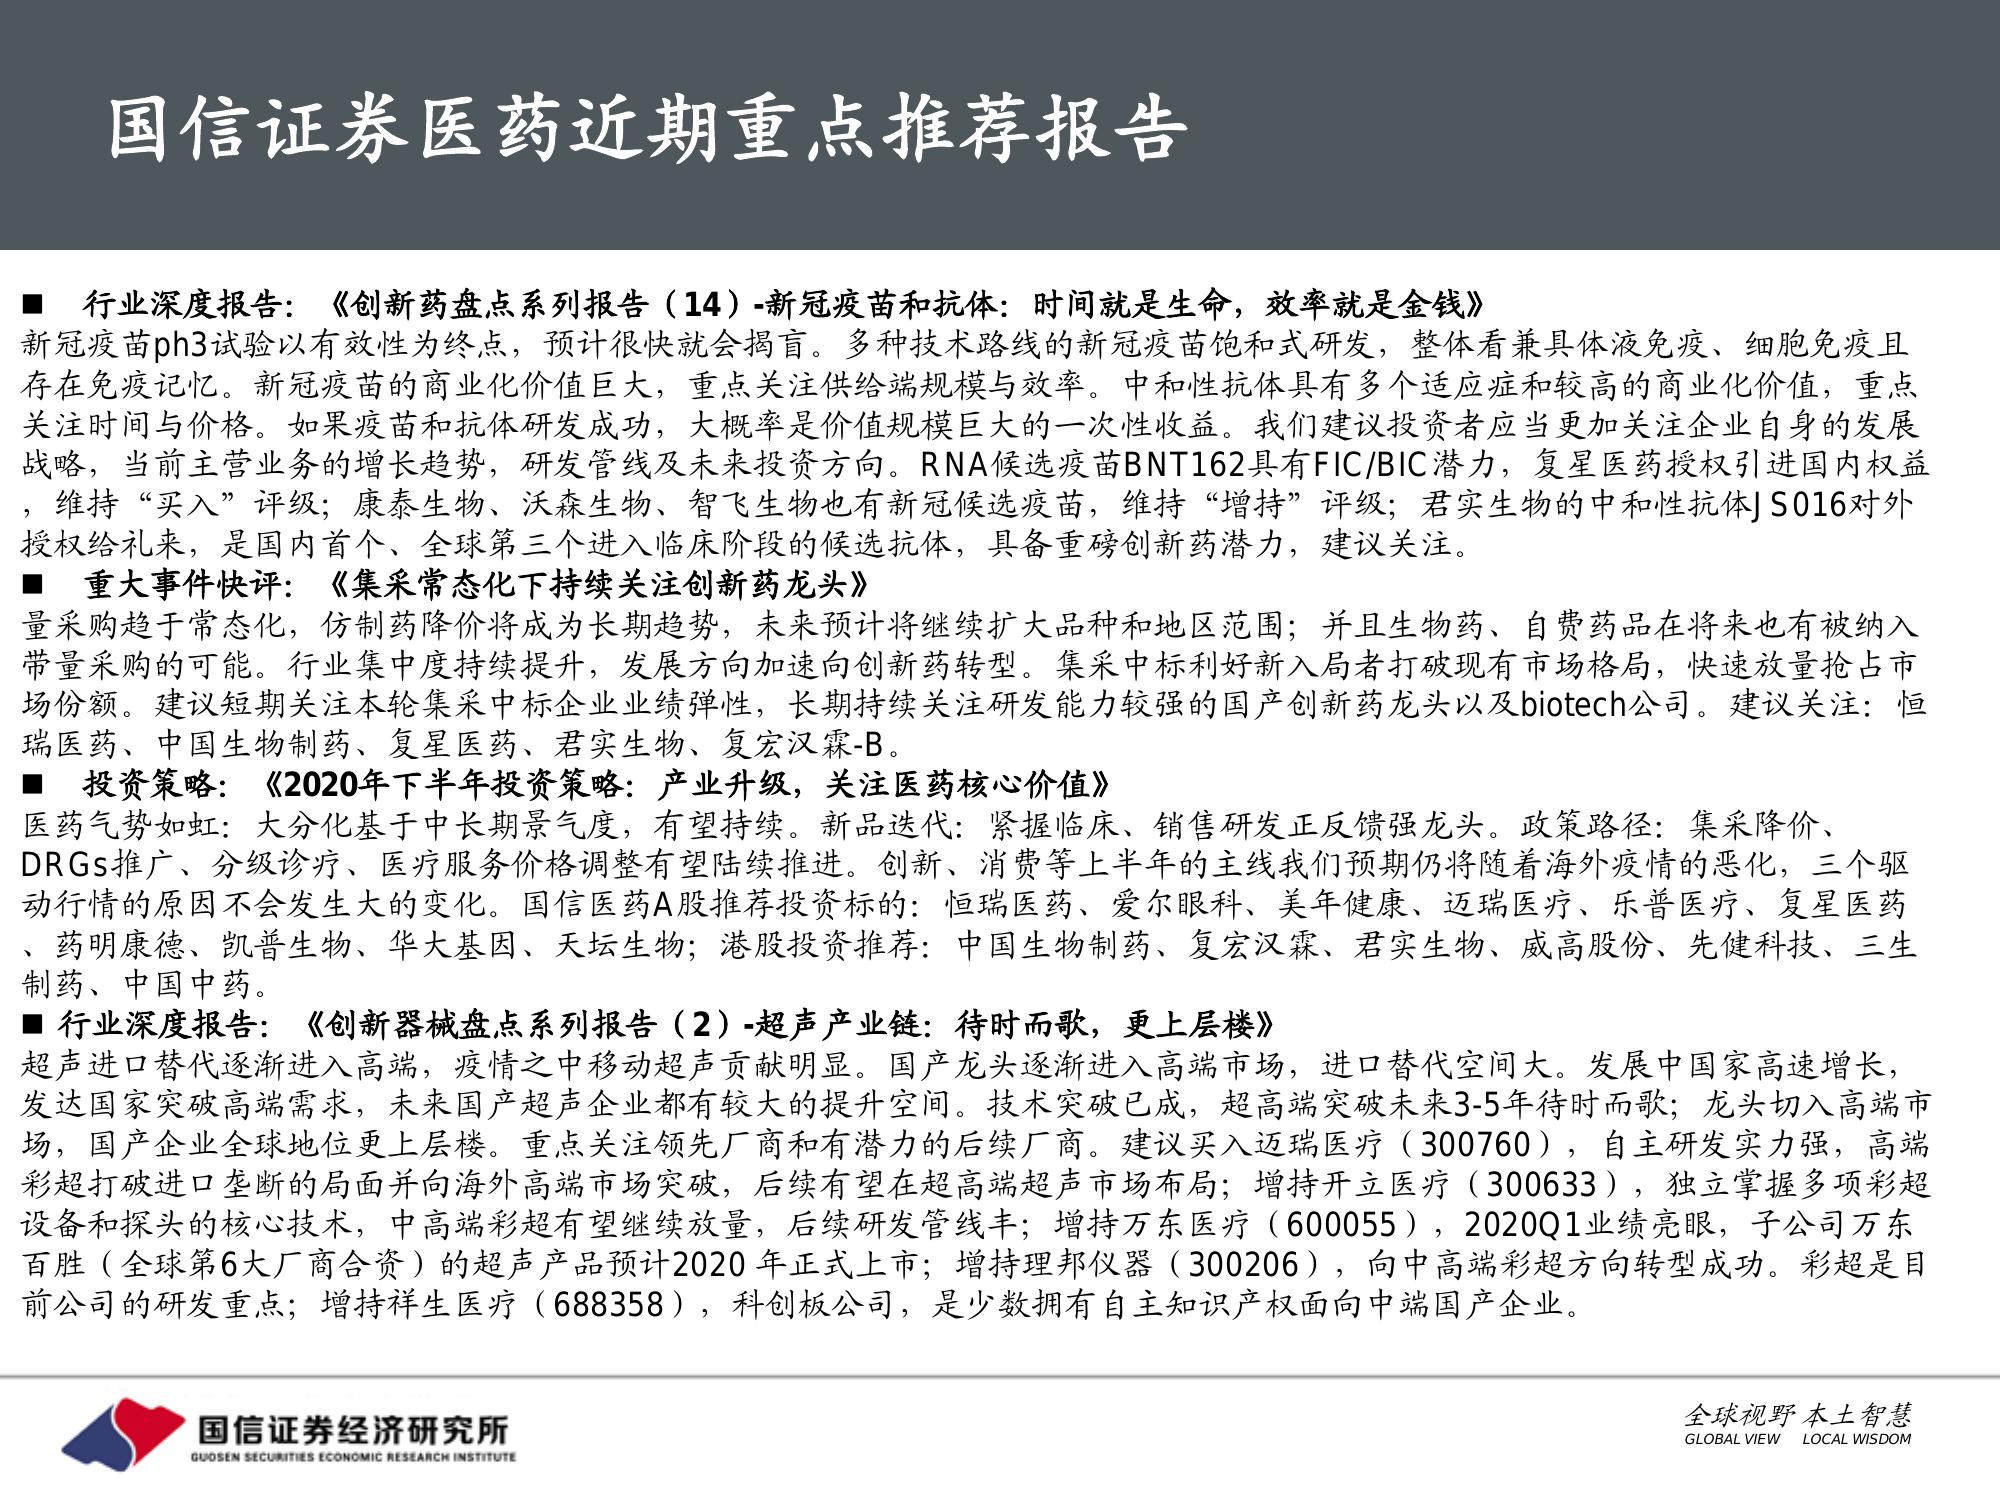 国信证券医药近期重点推荐报告
■ 行业深度报告：《创新药盘点系列报告（14）-新冠疫苗和抗体：时间就是生命，效率就是金钱》
新冠疫苗ph3试验以有效性为终点，预计很快就会揭盲。多种技术路线的新冠疫苗饱和式研发，整体看兼具体液免疫、细胞免疫且
存在免疫记忆。新冠疫苗的商业化价值巨大，重点关注供给端规模与效率。中和性抗体具有多个适应症和较高的商业化价值，重点
关注时间与价格。如果疫苗和抗体研发成功，大概率是价值规模巨大的一次性收益。我们建议投资者应当更加关注企业自身的发展
战略，当前主营业务的增长趋势，研发管线及未来投资方向。RNA候选疫苗BNT162具有FIC/BIC潜力，复星医药授权引进国内权益
，维持“买入”评级；康泰生物、沃森生物、智飞生物也有新冠候选疫苗，维持“增持”评级；君实生物的中和性抗体JS016对外
授权给礼来，是国内首个、全球第三个进入临床阶段的候选抗体，具备重磅创新药潜力，建议关注。
■ 重大事件快评：《集采常态化下持续关注创新药龙头》
量采购趋于常态化，仿制药降价将成为长期趋势，未来预计将继续扩大品种和地区范围；并且生物药、自费药品在将来也有被纳入
带量采购的可能。行业集中度持续提升，发展方向加速向创新药转型。集采中标利好新入局者打破现有市场格局，快速放量抢占市
场份额。建议短期关注本轮集采中标企业业绩弹性，长期持续关注研发能力较强的国产创新药龙头以及biotech公司。建议关注：恒
瑞医药、中国生物制药、复星医药、君实生物、复宏汉霖-B。
■ 投资策略：《2020年下半年投资策略：产业升级，关注医药核心价值》
医药气势如虹：大分化基于中长期景气度，有望持续。新品迭代：紧握临床、销售研发正反馈强龙头。政策路径：集采降价、
DRGs推广、分级诊疗、医疗服务价格调整有望陆续推进。创新、消费等上半年的主线我们预期仍将随着海外疫情的恶化，三个驱
动行情的原因不会发生大的变化。国信医药A股推荐投资标的：恒瑞医药、爱尔眼科、美年健康、迈瑞医疗、乐普医疗、复星医药
、药明康德、凯普生物、华大基因、天坛生物；港股投资推荐：中国生物制药、复宏汉霖、君实生物、威高股份、先健科技、三生
制药、中国中药。
■ 行业深度报告：《创新器械盘点系列报告（2）-超声产业链：待时而歌，更上层楼》
超声进口替代逐渐进入高端，疫情之中移动超声贡献明显。国产龙头逐渐进入高端市场，进口替代空间大。发展中国家高速增长，
发达国家突破高端需求，未来国产超声企业都有较大的提升空间。技术突破已成，超高端突破未来3-5年待时而歌；龙头切入高端市
场，国产企业全球地位更上层楼。重点关注领先厂商和有潜力的后续厂商。建议买入迈瑞医疗（300760），自主研发实力强，高端
彩超打破进口垄断的局面并向海外高端市场突破，后续有望在超高端超声市场布局；增持开立医疗（300633），独立掌握多项彩超
设备和探头的核心技术，中高端彩超有望继续放量，后续研发管线丰；增持万东医疗（600055），2020Q1业绩亮眼，子公司万东
百胜（全球第6大厂商合资）的超声产品预计2020 年正式上市；增持理邦仪器（300206），向中高端彩超方向转型成功。彩超是目
前公司的研发重点；增持祥生医疗（688358），科创板公司，是少数拥有自主知识产权面向中端国产企业。
国信证券经济研究所
GUOSEN SECURITIES ECONOMIC RESEARCH INSTITUTE
全球视野 本土智慧
GLOBAL VIEW LOCAL WISDOM